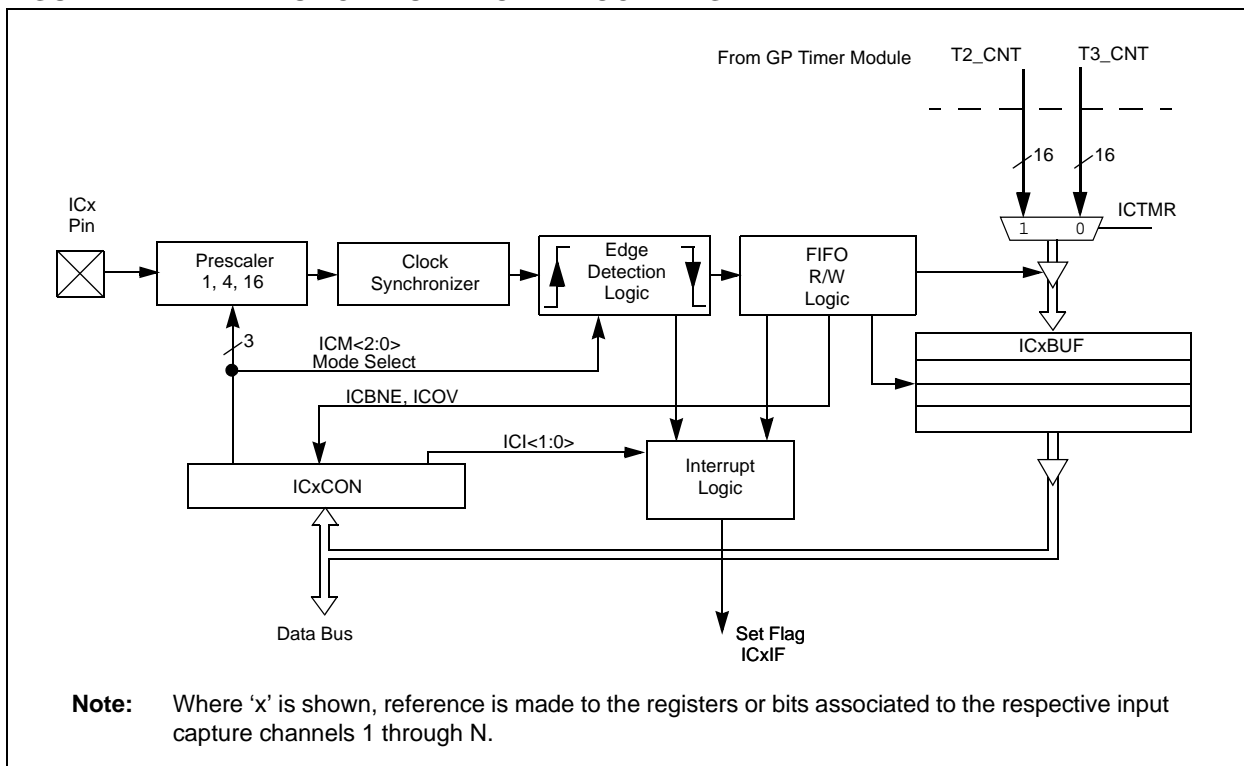 From GP Timer Module
T2_CNT
T3_CNT
16
16
ICx
Pin
1
0
ICTMR
Prescaler
1, 4, 16
Clock
Synchronizer
Edge
Detection
Logic
FIFO
R/W
Logic
3
ICM<2:0>
Mode Select
ICxBUF
ICBNE, ICOV
ICI<1:0>
Interrupt
Logic
ICxCON
Data Bus
Set Flag
ICxIF
Note: Where ‘x’ is shown, reference is made to the registers or bits associated to the respective input
capture channels 1 through N.